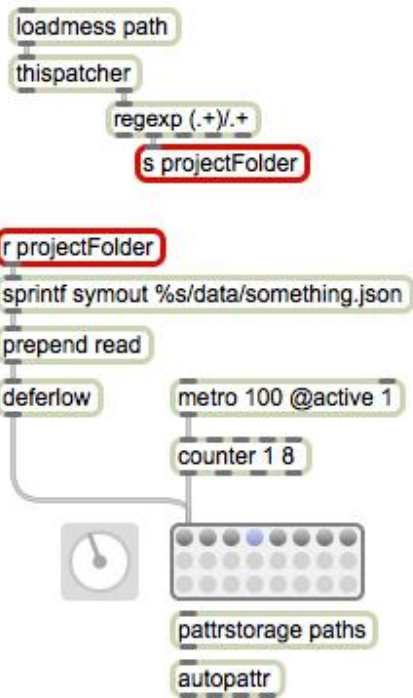 loadmess path
thispatcher
regexp (.+)/.+
s projectFolder
r projectFolder
sprintf symout %s/data/something.json
prepend read
deferlow
metro 100 @active 1
counter 1 8
pattrstorage paths
autopattr